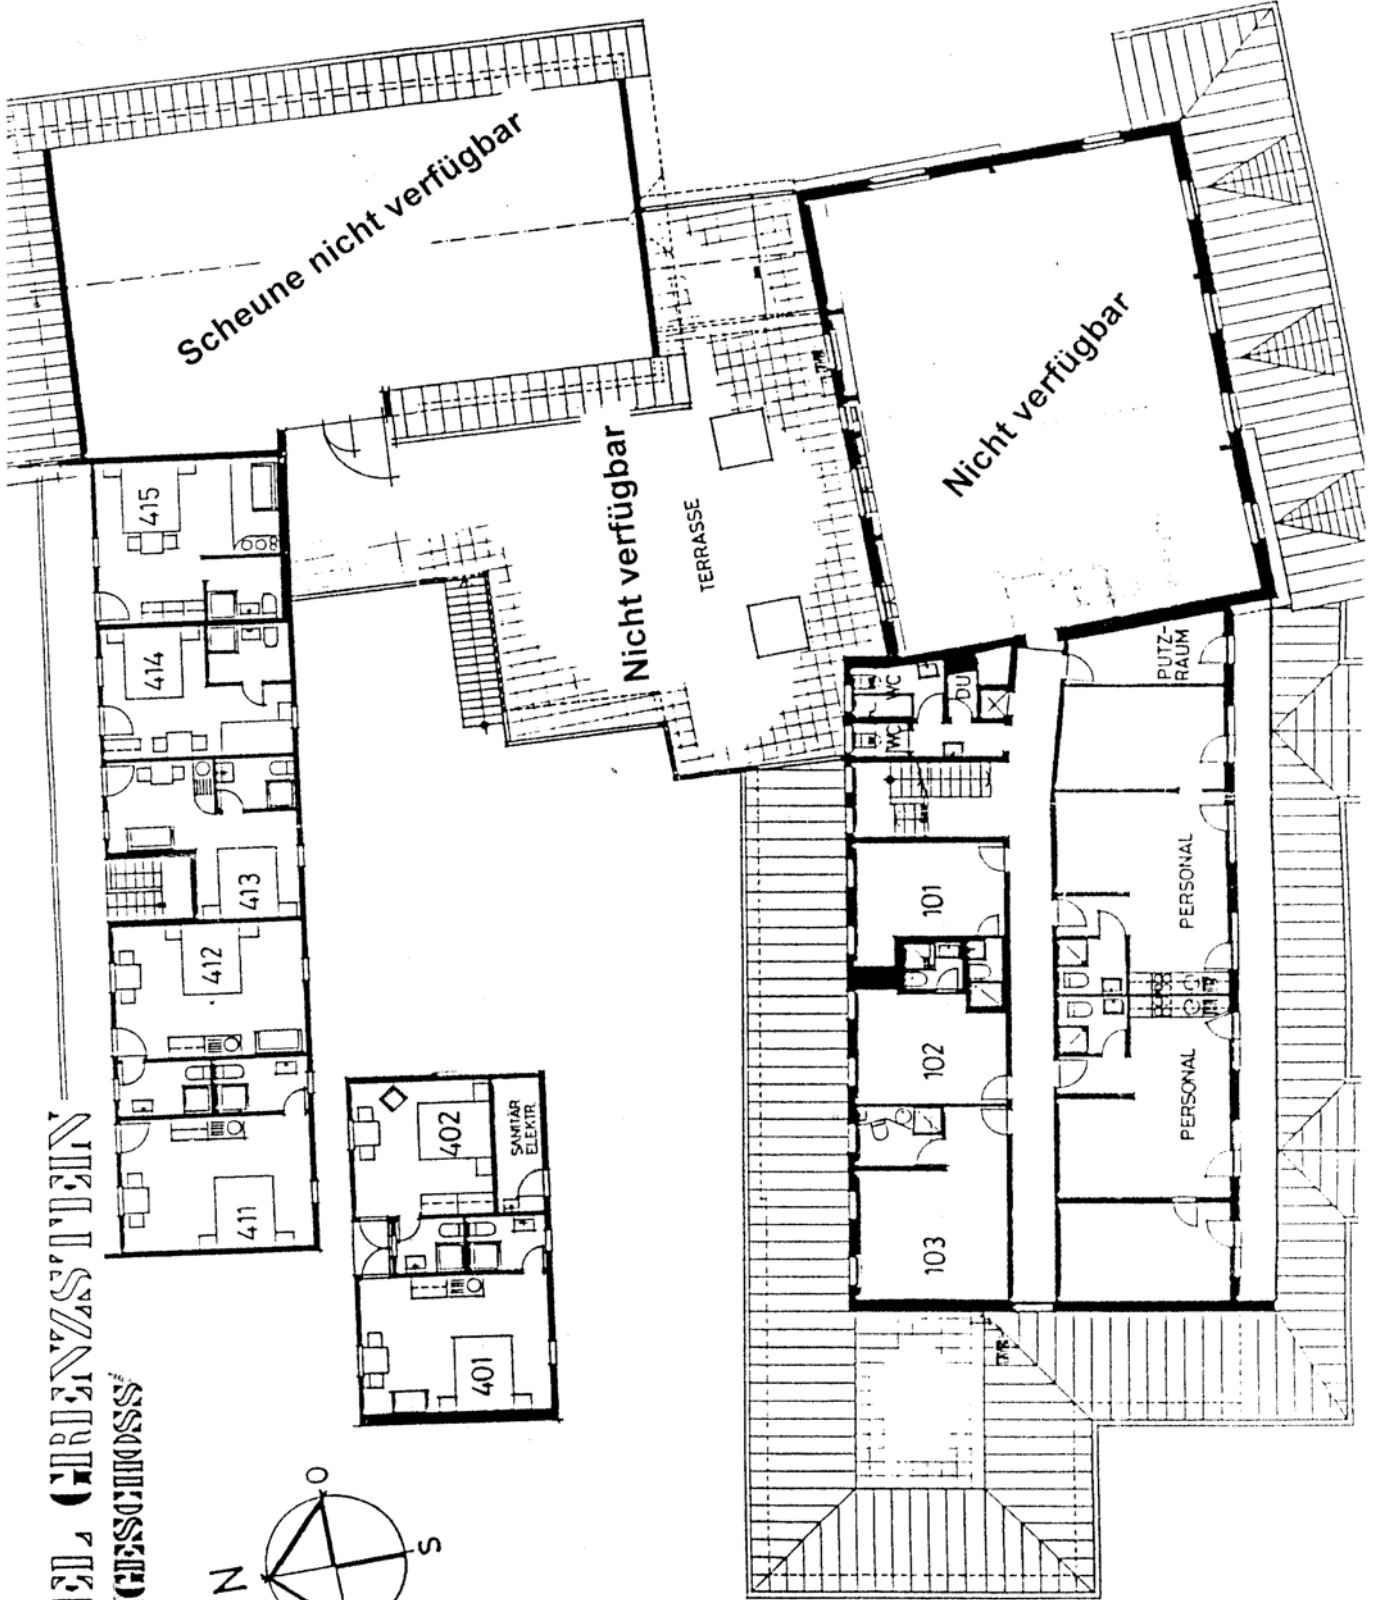 Scheune nicht verfügbar
Nicht verfügbar
Nicht verfügbar
TERRASSE
415
414
413
412
411
402
SANITÄR
ELEKTR.
401
WC
DU
WC
PUTZ-
RAUM
101
102
103
PERSONAL
PERSONAL
GRENZSTEIN
N
O
S